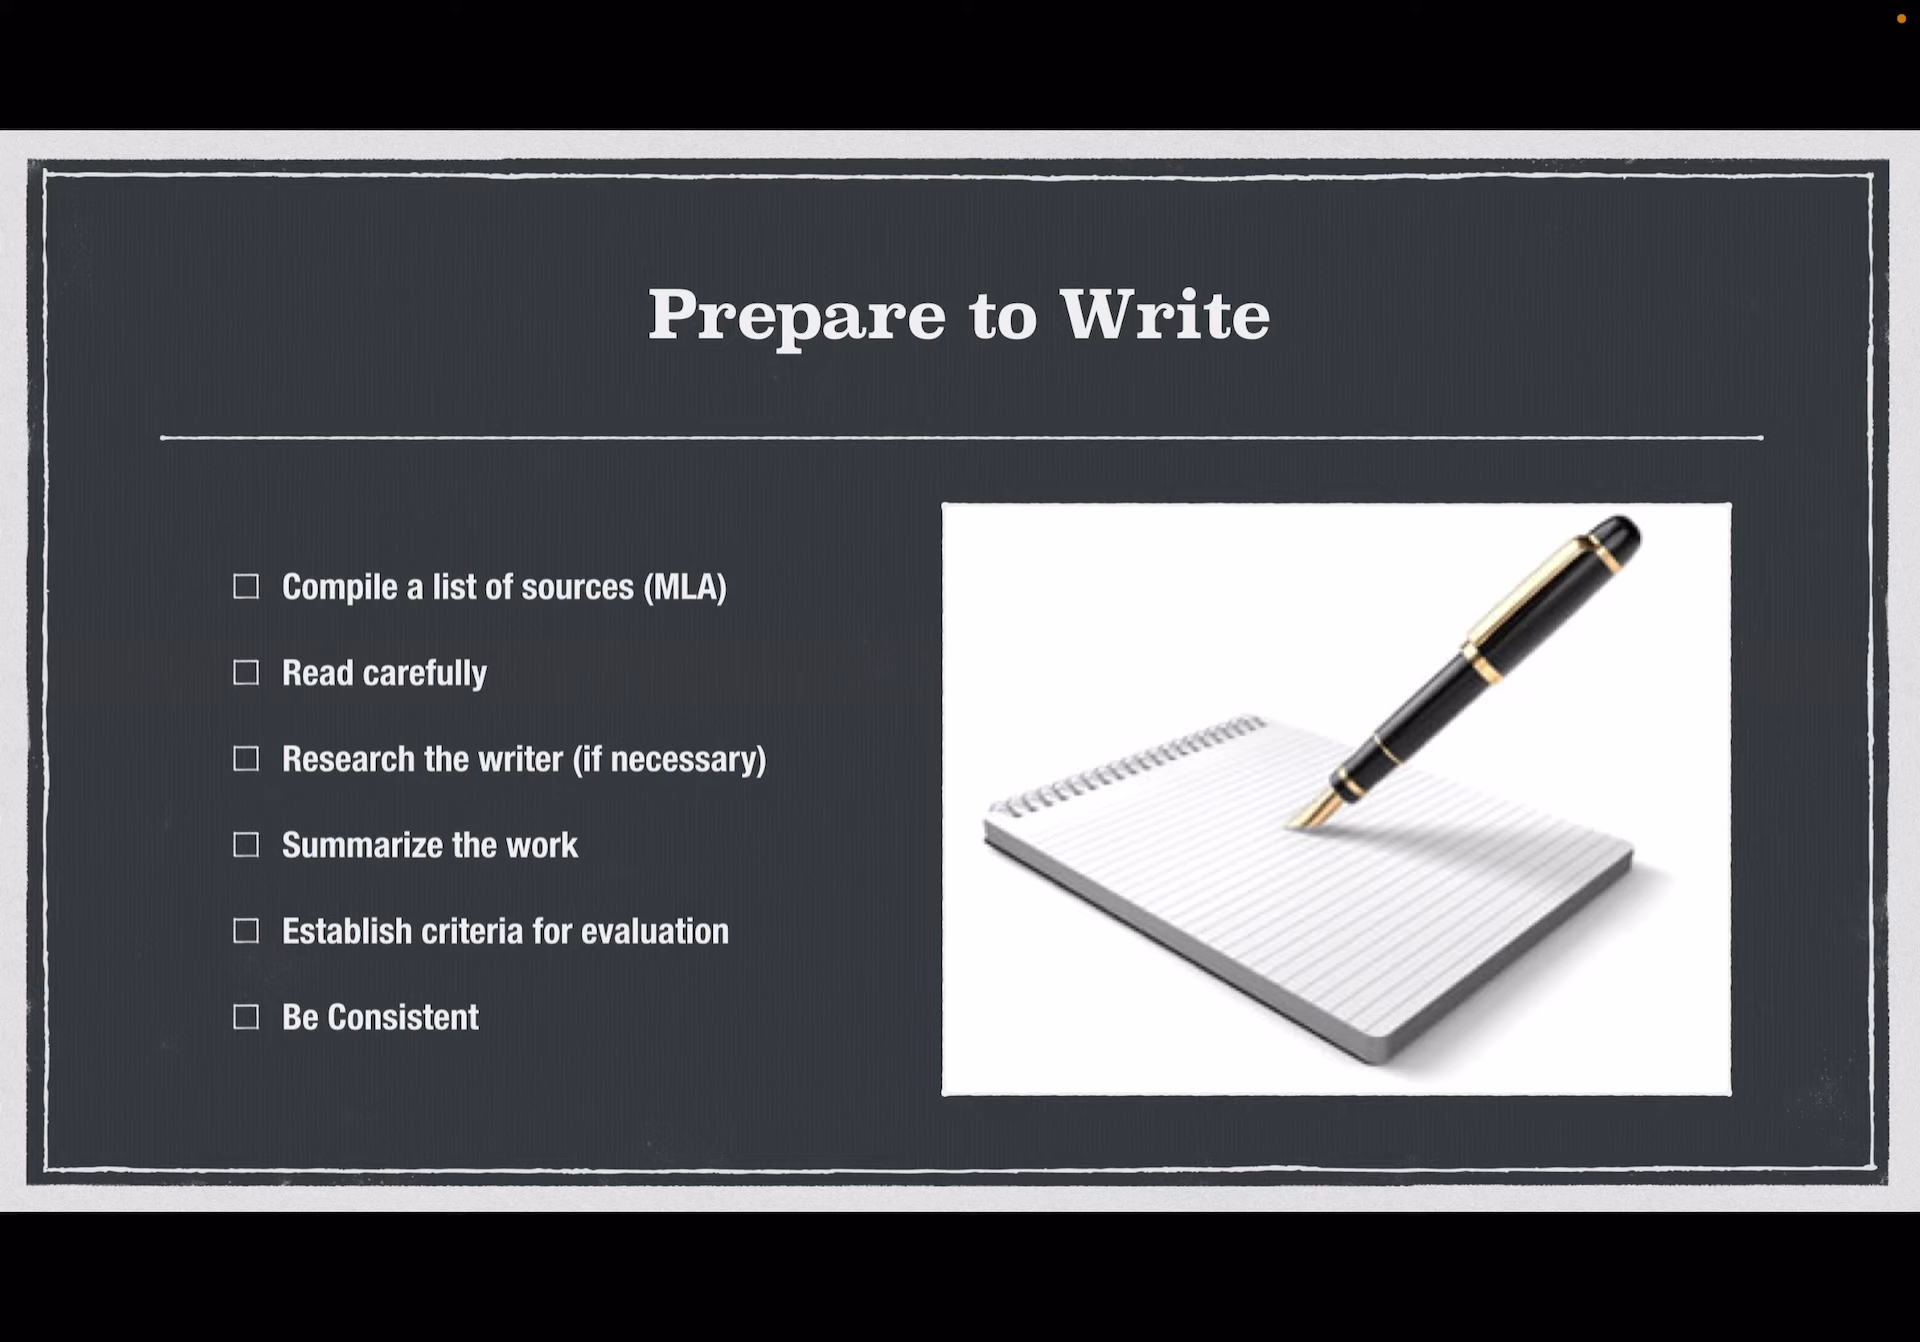 Prepare to Write
Compile a list of sources (MLA)
Read carefully
Research the writer (if necessary)
Summarize the work
Establish criteria for evaluation
Be Consistent